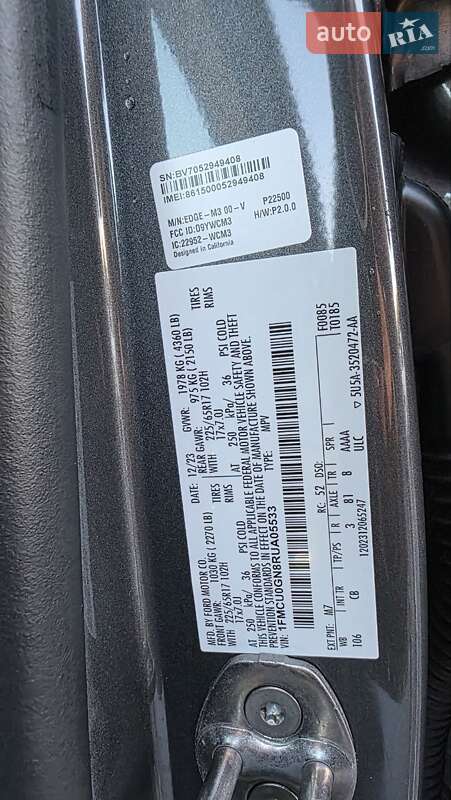 auto RIA
.com
SN:BV7052949408
IMEI:861500052949408
M/N:EDGE-M3 00-V P22500
FCC ID:O9YWCM3 H/W:P2.0.0
IC:22952-WCM3
Designed in California
MFD. BY FORD MOTOR CO.
DATE: 12/23 GVWR: 1978 KG ( 4360 LB)
FRONT GAWR: 1030 KG ( 2270 LB) REAR GAWR: 975 KG ( 2150 LB)
WITH 225/65R17 102H TIRES WITH 225/65R17 102H TIRES
17x7.0J RIMS 17x7.0J RIMS
AT 250 kPa/ 36 PSI COLD AT 250 kPa/ 36 PSI COLD
THIS VEHICLE CONFORMS TO ALL APPLICABLE FEDERAL MOTOR VEHICLE SAFETY AND THEFT
PREVENTION STANDARDS IN EFFECT ON THE DATE OF MANUFACTURE SHOWN ABOVE.
1FMCU0GN8RUA05533 TYPE: MPV
F0085
T0185
EXT PNT: M7 RC: 52 DSO:
WB INT TR TP/PS R AXLE TR SPR
106 CB 3 81 8 AAAA
ULC
1202312065247
▽ 5U5A-3520472-AA